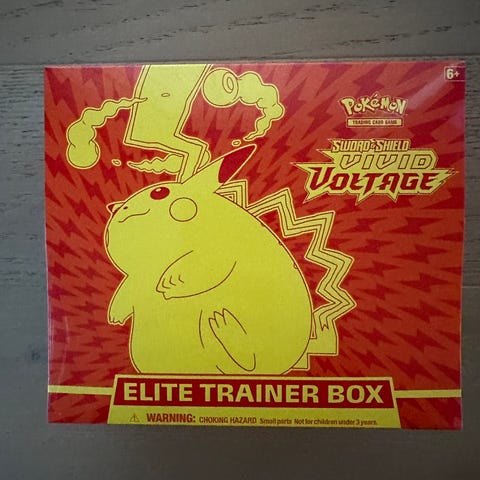 6+
POKéMON
TRADING CARD GAME
SWORD & SHIELD
VIVID
VOLTAGE
ELITE TRAINER BOX
WARNING: CHOKING HAZARD Small parts Not for children under 3 years.